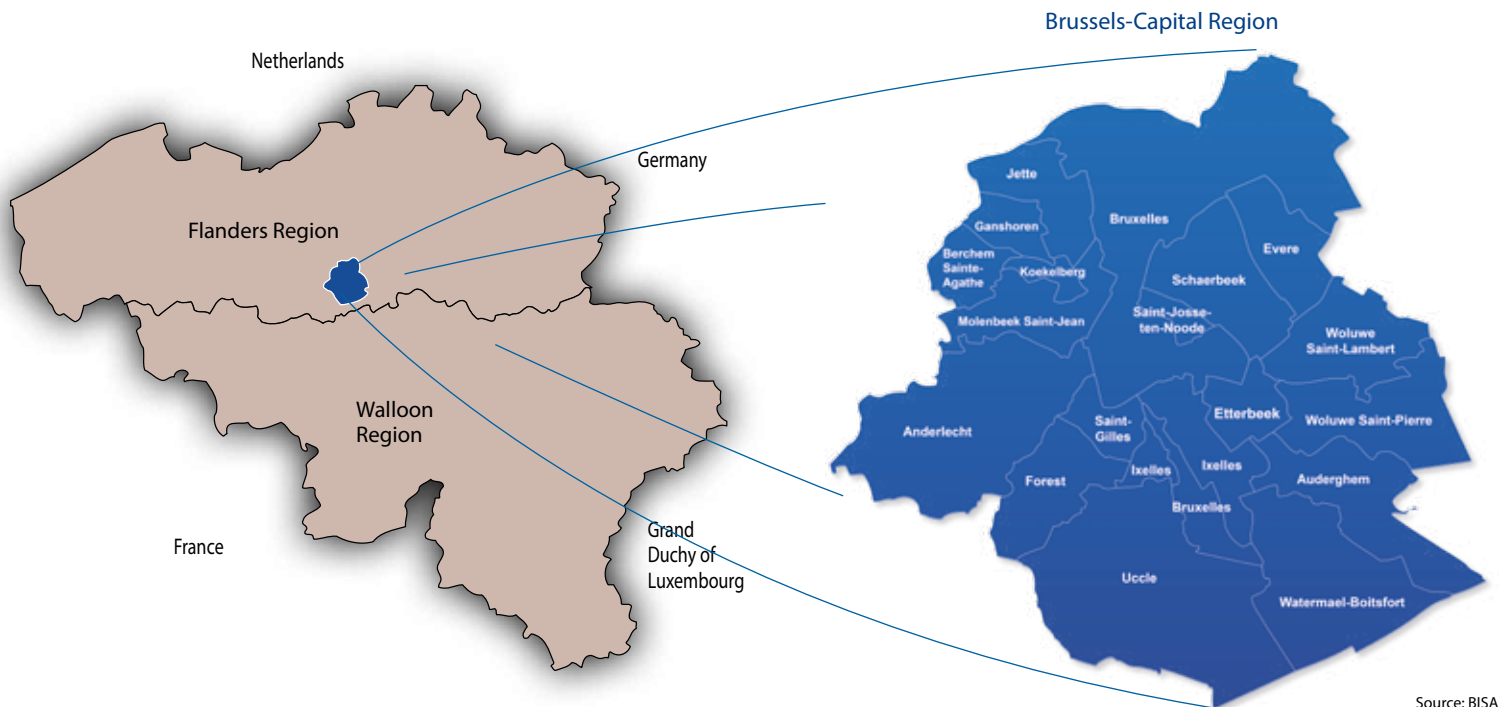 Brussels-Capital Region
Netherlands
Germany
Flanders Region
Walloon
Region
France
Grand
Duchy of
Luxembourg
Jette
Ganshoren
Bruxelles
Evere
Berchem
Sainte-
Agathe
Koekelberg
Schaerbeek
Molenbeek Saint-Jean
Saint-Josse-
ten-Noode
Woluwe
Saint-Lambert
Anderlecht
Saint-
Gilles
Etterbeek
Woluwe Saint-Pierre
Forest
Ixelles
Ixelles
Auderghem
Bruxelles
Uccle
Watermael-Boitsfort
Source: BISA